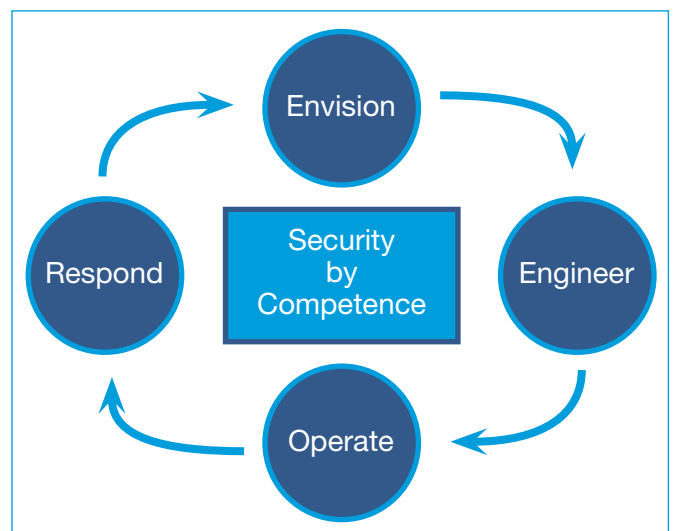 Envision
Respond
Security
by
Competence
Engineer
Operate